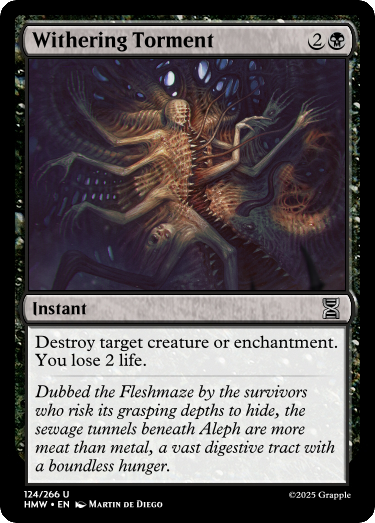 Withering Torment 2
Instant
Destroy target creature or enchantment.
You lose 2 life.
Dubbed the Fleshmaze by the survivors
who risk its grasping depths to hide, the
sewage tunnels beneath Aleph are more
meat than metal, a vast digestive tract with
a boundless hunger.
124/266 U
HMW • EN Martin de Diego
©2025 Grapple